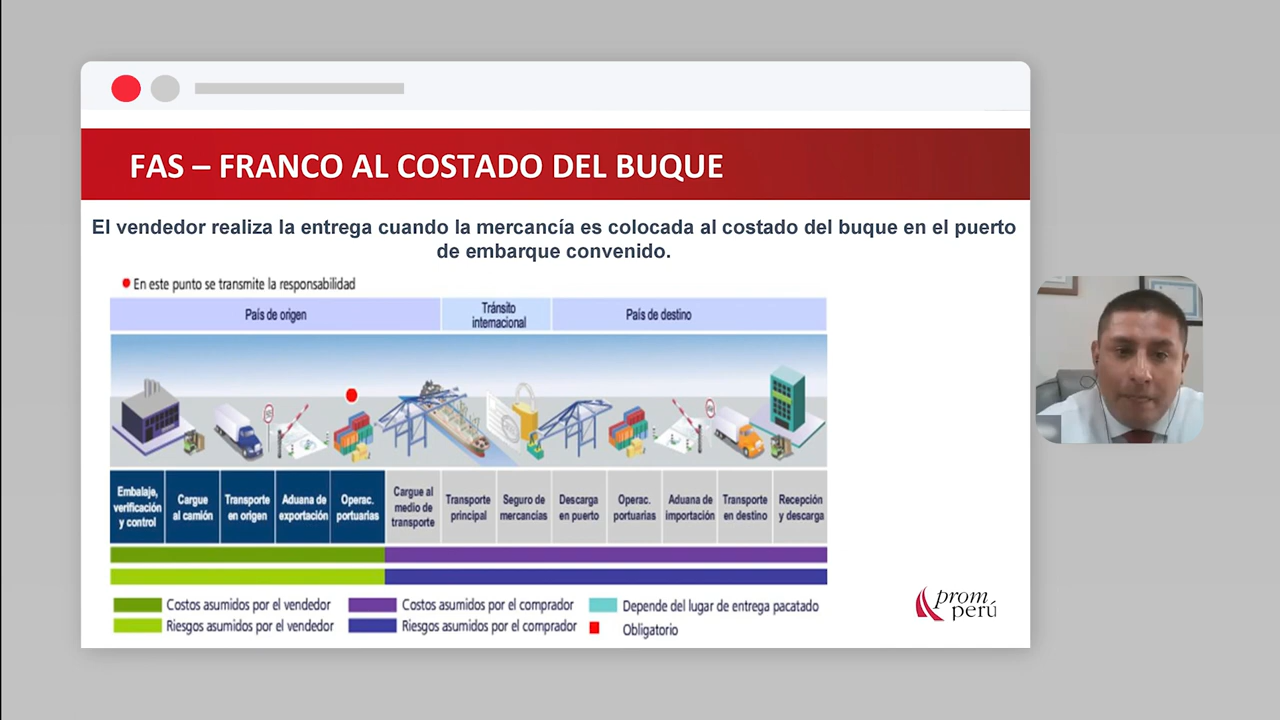 FAS – FRANCO AL COSTADO DEL BUQUE
El vendedor realiza la entrega cuando la mercancía es colocada al costado del buque en el puerto
de embarque convenido.
En este punto se transmite la responsabilidad
País de origen
Tránsito
internacional
País de destino
Embalaje,
verificación
y control
Cargue
al camión
Transporte
en origen
Aduana de
exportación
Operac.
portuarias
Cargue al
medio de
transporte
Transporte
principal
Seguro de
mercancías
Descarga
en puerto
Operac.
portuarias
Aduana de
importación
Transporte
en destino
Recepción
y descarga
Costos asumidos por el vendedor
Costos asumidos por el comprador
Depende del lugar de entrega pacatado
Riesgos asumidos por el vendedor
Riesgos asumidos por el comprador
Obligatorio
prom
perú